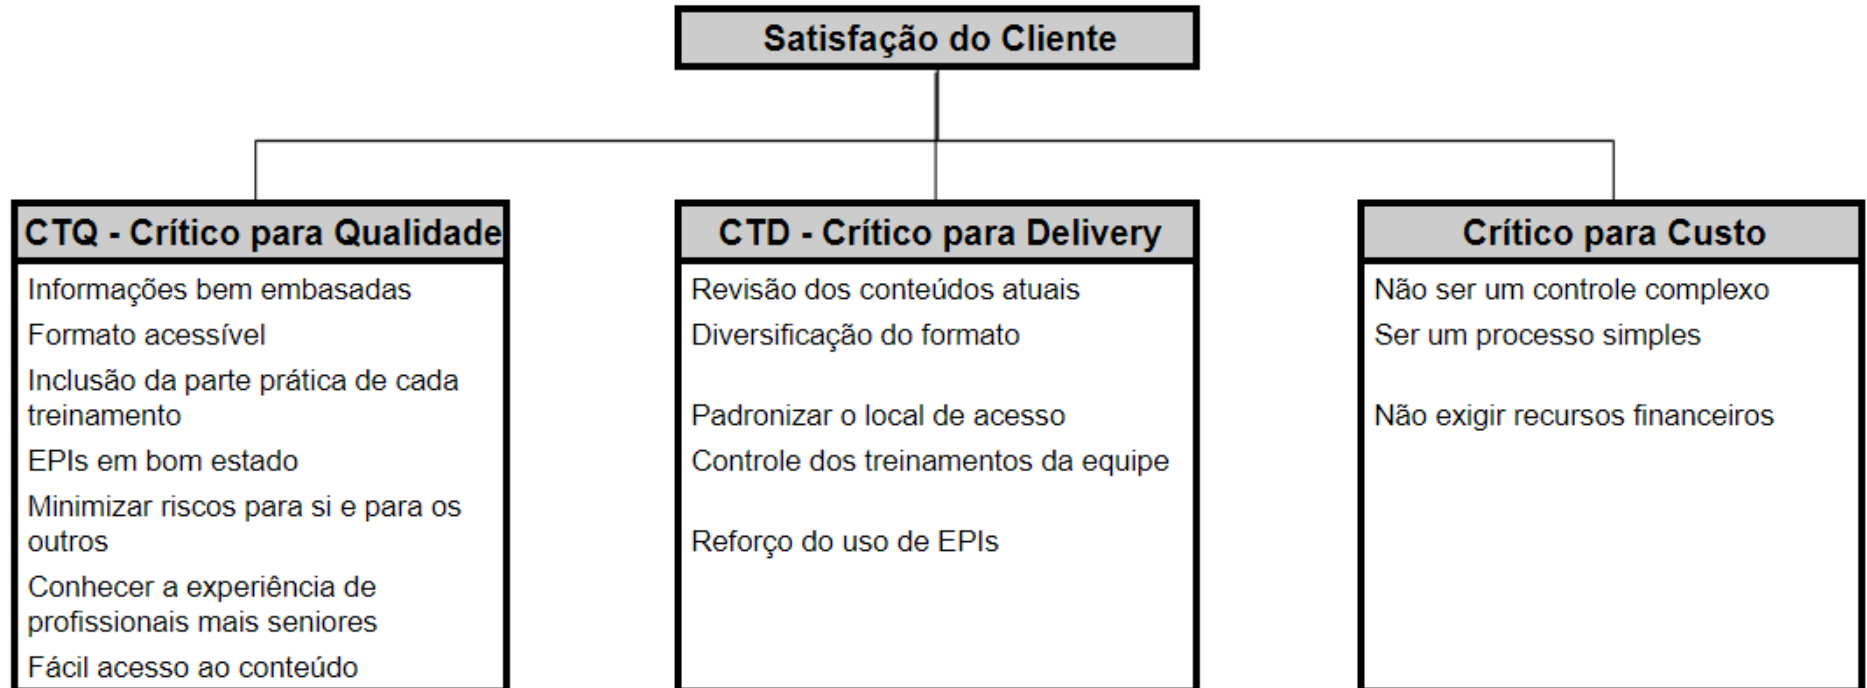 Satisfação do Cliente
CTQ - Crítico para Qualidade
Informações bem embasadas
Formato acessível
Inclusão da parte prática de cada
treinamento
EPIs em bom estado
Minimizar riscos para si e para os
outros
Conhecer a experiência de
profissionais mais seniores
Fácil acesso ao conteúdo
CTD - Crítico para Delivery
Revisão dos conteúdos atuais
Diversificação do formato
Padronizar o local de acesso
Controle dos treinamentos da equipe
Reforço do uso de EPIs
Crítico para Custo
Não ser um controle complexo
Ser um processo simples
Não exigir recursos financeiros